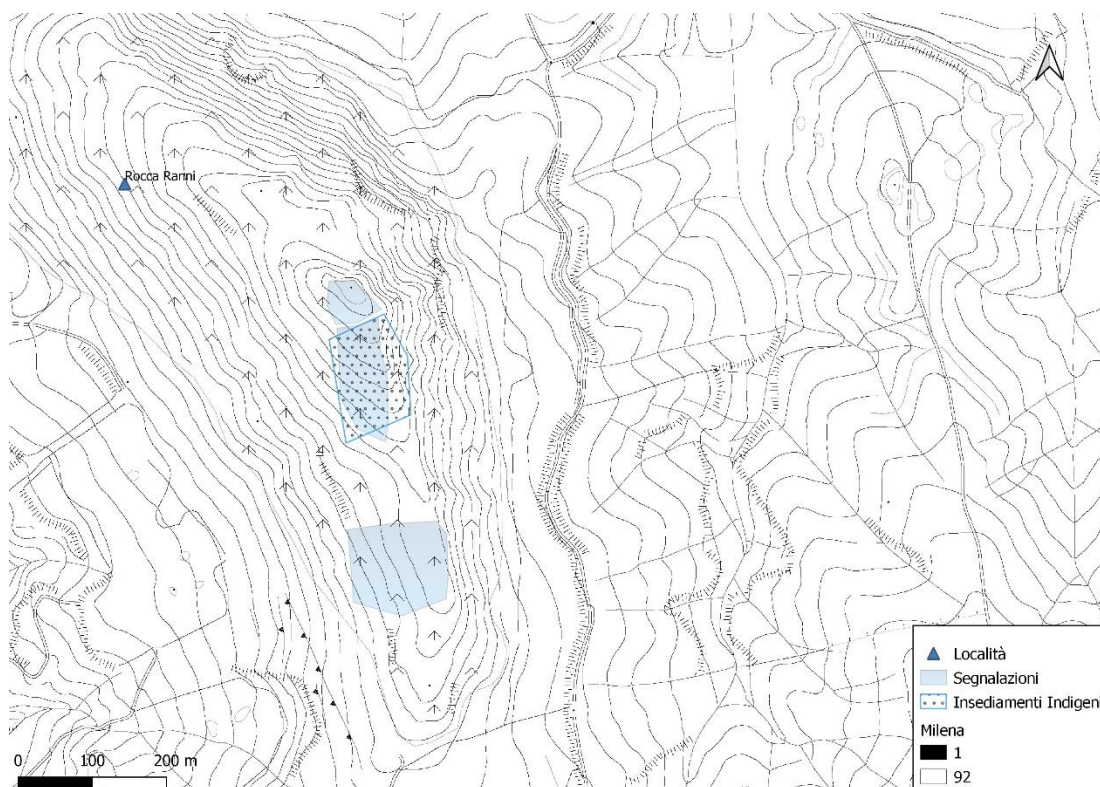 Rocca Ranni
Località
Segnalazioni
Insediamenti Indigeni
Milena
1
92
0 100 200 m